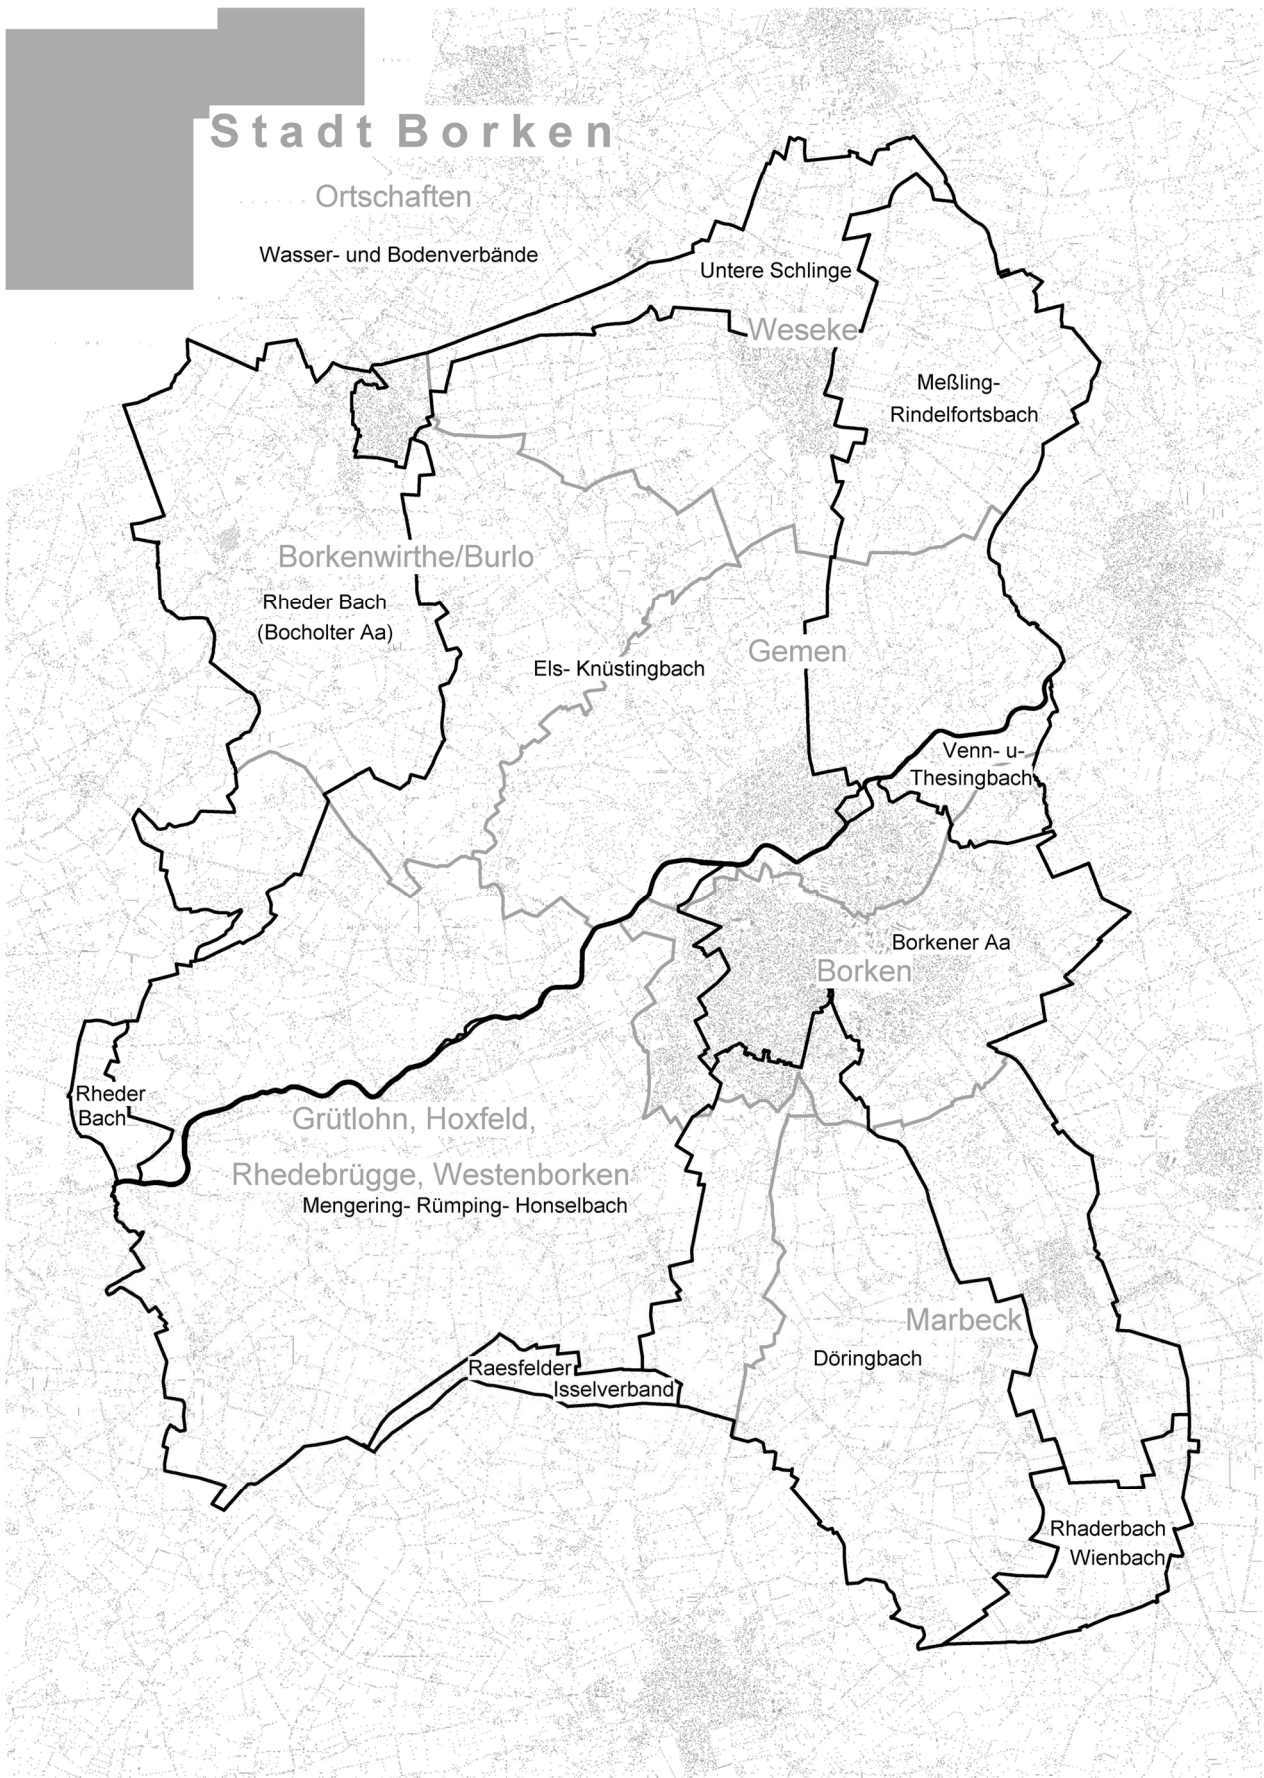 Stadt Borken
Ortschaften
Wasser- und Bodenverbände
Untere Schlinge
Weseke
Meßling-
Rindelfortsbach
Borkenwirthe/Burlo
Rheder Bach
(Bocholter Aa)
Gemen
Els- Knüstingbach
Venn- u-
Thesingbach
Borkener Aa
Borken
Rheder
Bach
Grütlohn, Hoxfeld,
Rhedebrügge, Westenborken
Mengering- Rümping- Honselbach
Marbeck
Döringbach
Raesfelder
Isselverband
Rhaderbach
Wienbach